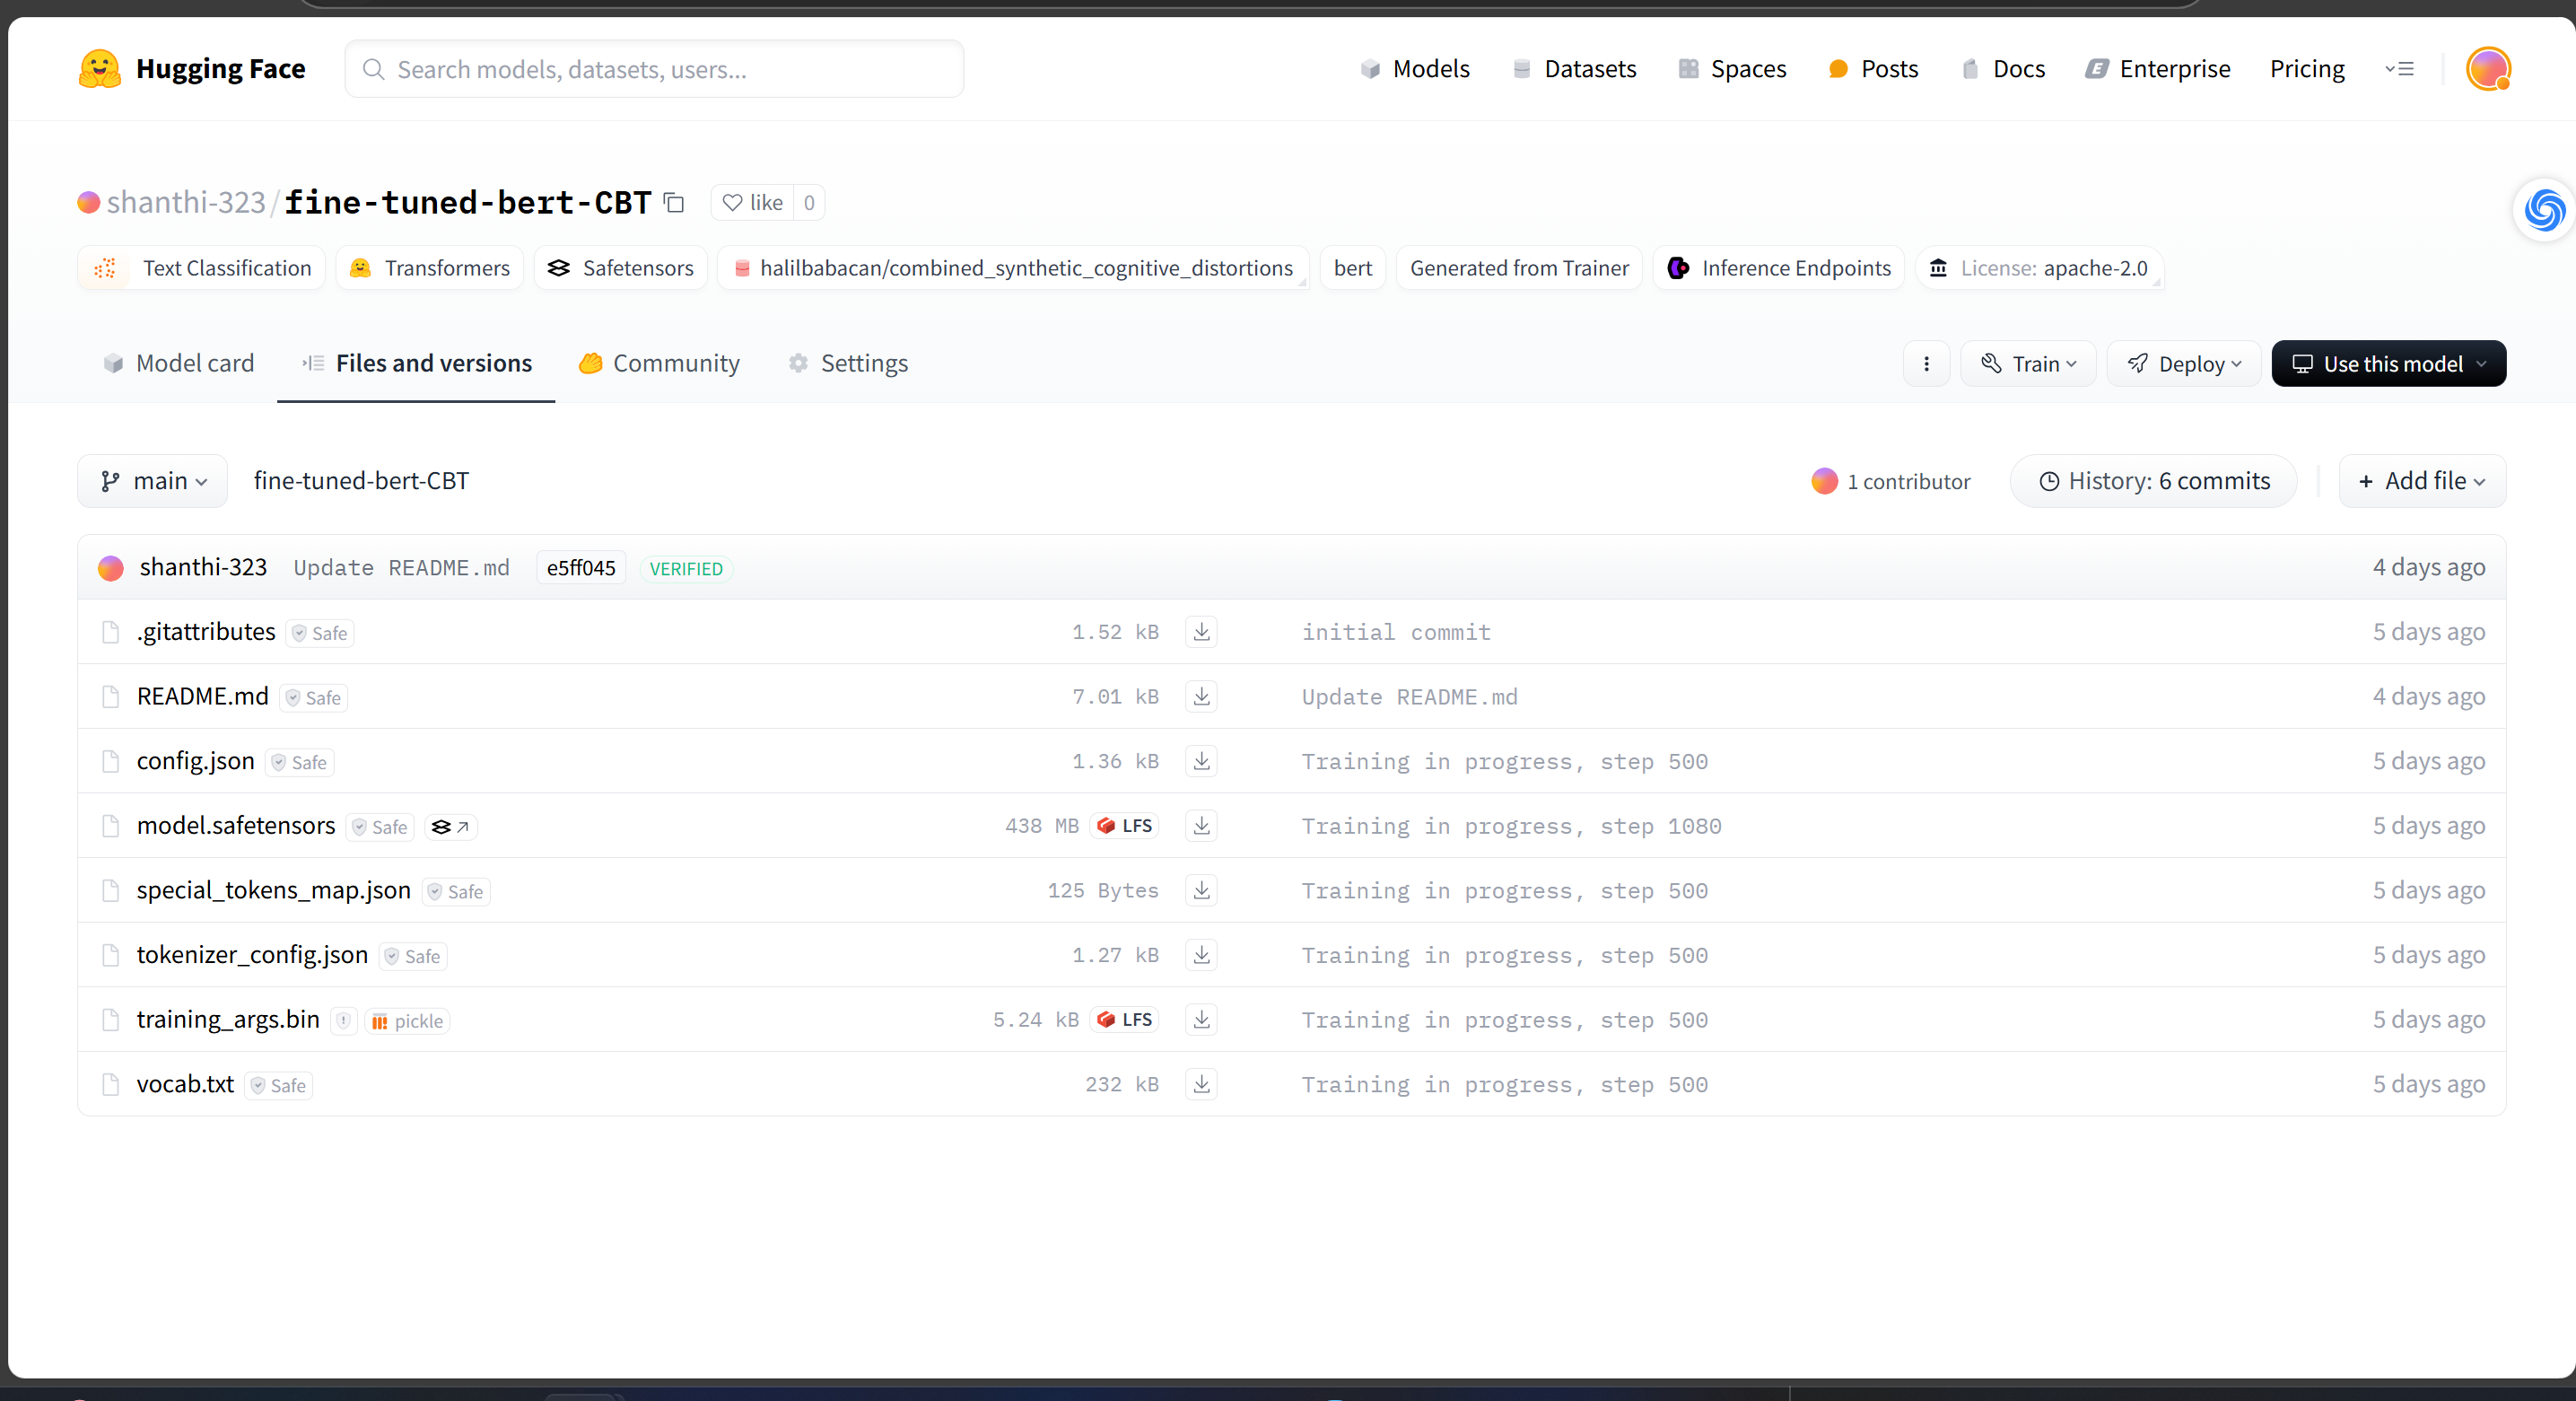 Hugging Face Search models, datasets, users... Models Datasets Spaces Posts Docs Enterprise Pricing
shanthi-323/fine-tuned-bert-CBT like 0
Text Classification Transformers Safetensors halilbabacan/combined_synthetic_cognitive_distortions bert Generated from Trainer Inference Endpoints License: apache-2.0
Model card Files and versions Community Settings Train Deploy Use this model
main fine-tuned-bert-CBT 1 contributor History: 6 commits + Add file
shanthi-323 Update README.md e5ff045 VERIFIED 4 days ago
.gitattributes Safe 1.52 kB initial commit 5 days ago
README.md Safe 7.01 kB Update README.md 4 days ago
config.json Safe 1.36 kB Training in progress, step 500 5 days ago
model.safetensors Safe 438 MB LFS Training in progress, step 1080 5 days ago
special_tokens_map.json Safe 125 Bytes Training in progress, step 500 5 days ago
tokenizer_config.json Safe 1.27 kB Training in progress, step 500 5 days ago
training_args.bin pickle 5.24 kB LFS Training in progress, step 500 5 days ago
vocab.txt Safe 232 kB Training in progress, step 500 5 days ago